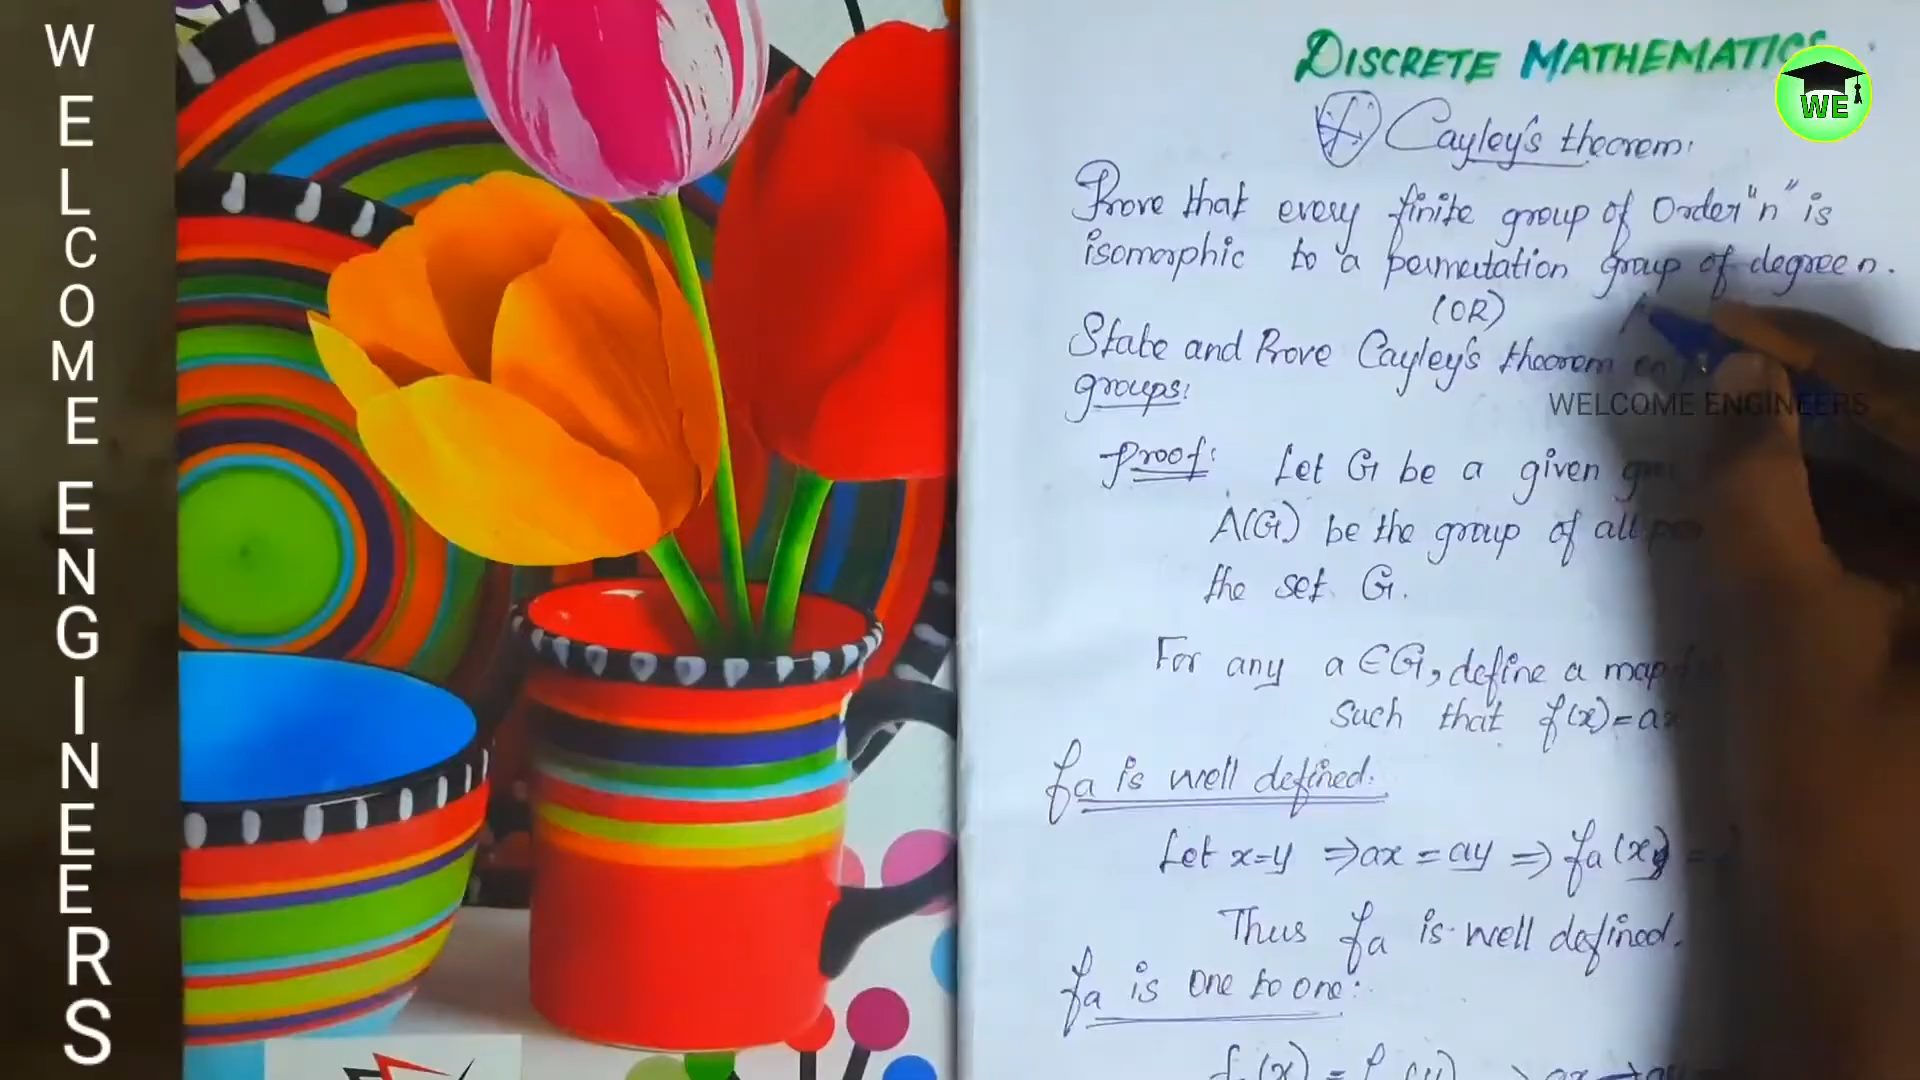 WELCOME ENGINEERS
DISCRETE MATHEMATICS
WE
Cayley's theorem:
Prove that every finite group of Order "n" is
isomorphic to a permutation group of degree n.
(OR)
State and Prove Cayley's theorem on
groups:
WELCOME ENGINEERS
Proof: Let G be a given
A(G) be the group of all
the set G.
For any a ∈ G, define a map
Such that f(x)=ax
fa is well defined.
Let x=y ⇒ ax = ay ⇒ fa(x) =
Thus fa is well defined.
fa is one to one: